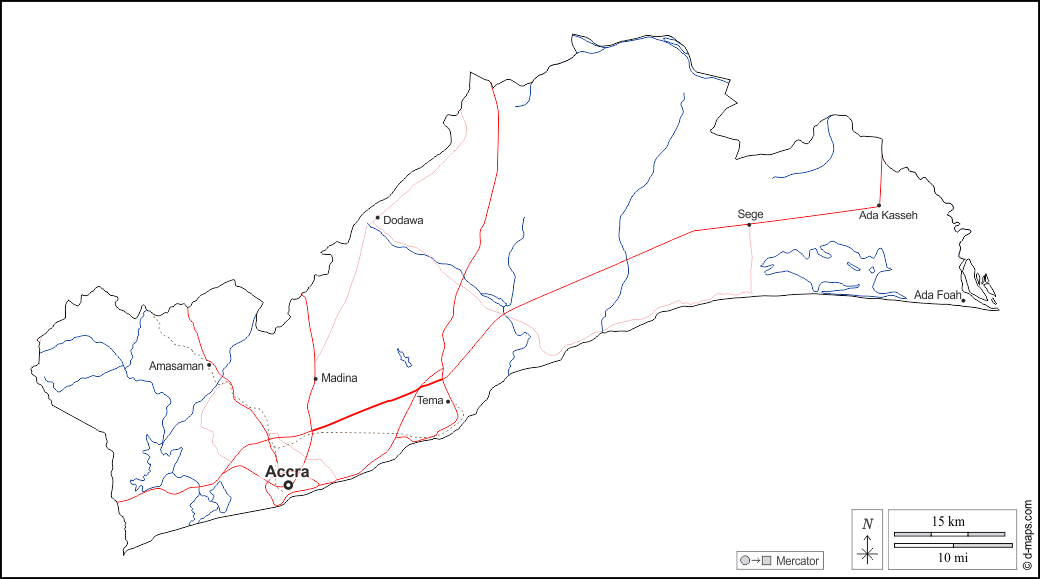 Dodawa
Sege
Ada Kasseh
Ada Foah
Amasaman
Madina
Tema
Accra
N
15 km
10 mi
Mercator
© d-maps.com